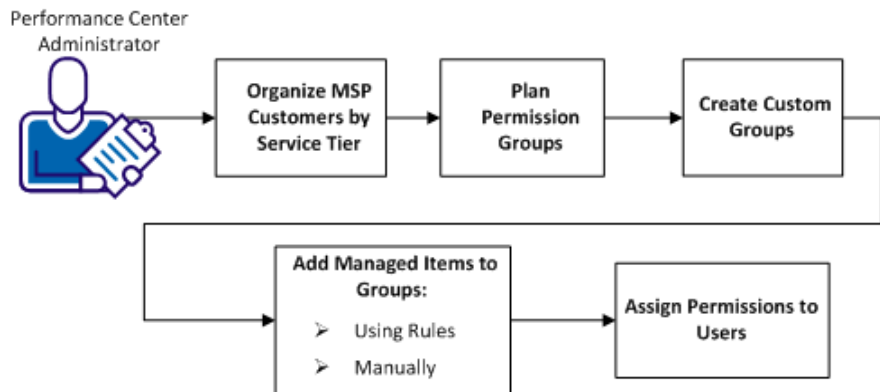 Performance Center
Administrator
Organize MSP
Customers by
Service Tier
Plan
Permission
Groups
Create Custom
Groups
Add Managed Items to
Groups:
➢ Using Rules
➢ Manually
Assign Permissions to
Users